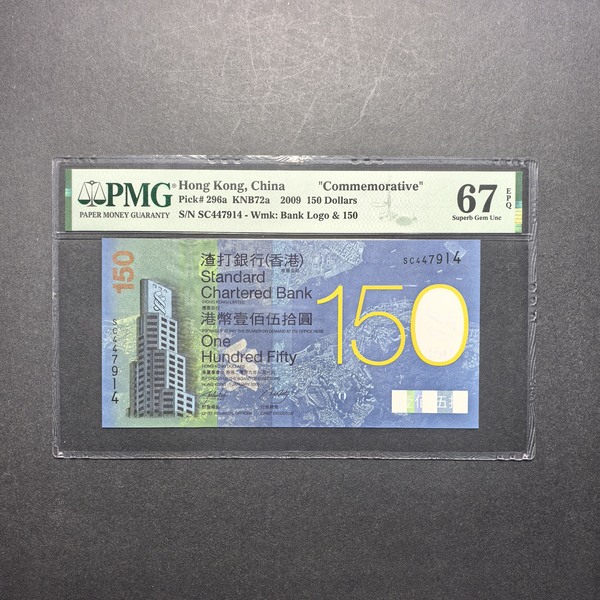 PMG
PAPER MONEY GUARANTY
Hong Kong, China "Commemorative"
Pick# 296a KNB72a 2009 150 Dollars
S/N SC447914 - Wmk: Bank Logo & 150
67 EPQ
Superb Gem Unc
150
SC447914
渣打銀行(香港)
Standard
Chartered Bank
港幣壹佰伍拾圓
One
Hundred Fifty
150
SC447914